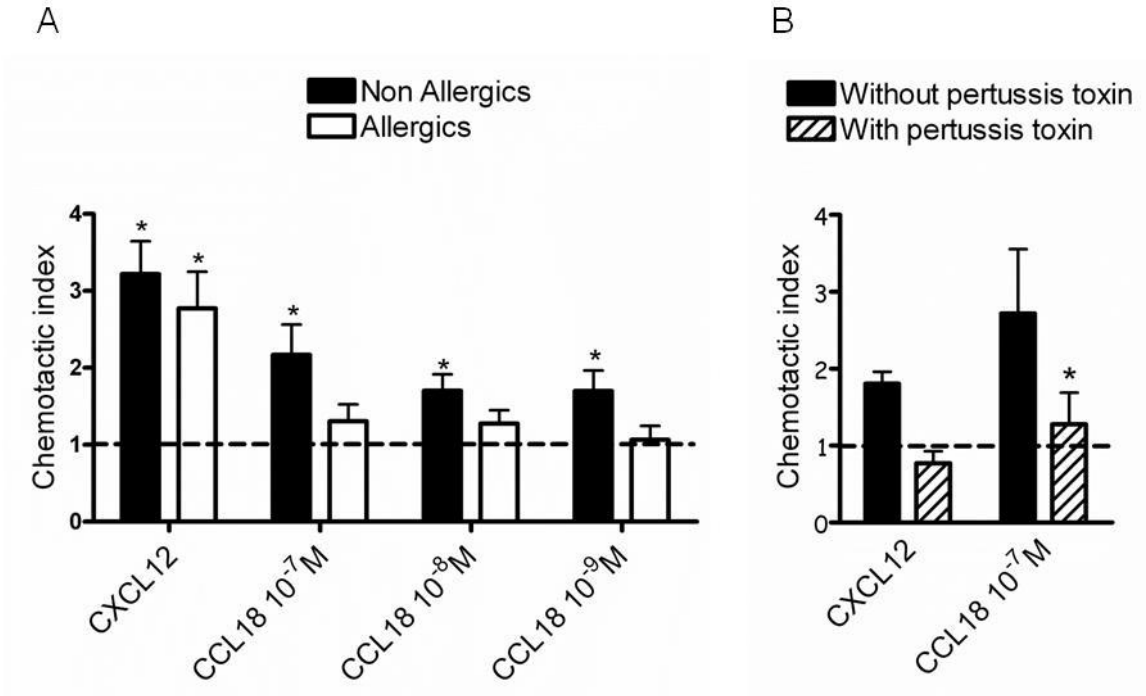 A
Non Allergics
Allergics
Chemotactic index
4
3
2
1
0
*
*
*
*
*
CXCL12
CCL18 10⁻⁷M
CCL18 10⁻⁸M
CCL18 10⁻⁹M
B
Without pertussis toxin
With pertussis toxin
Chemotactic index
4
3
2
1
0
*
CXCL12
CCL18 10⁻⁷M